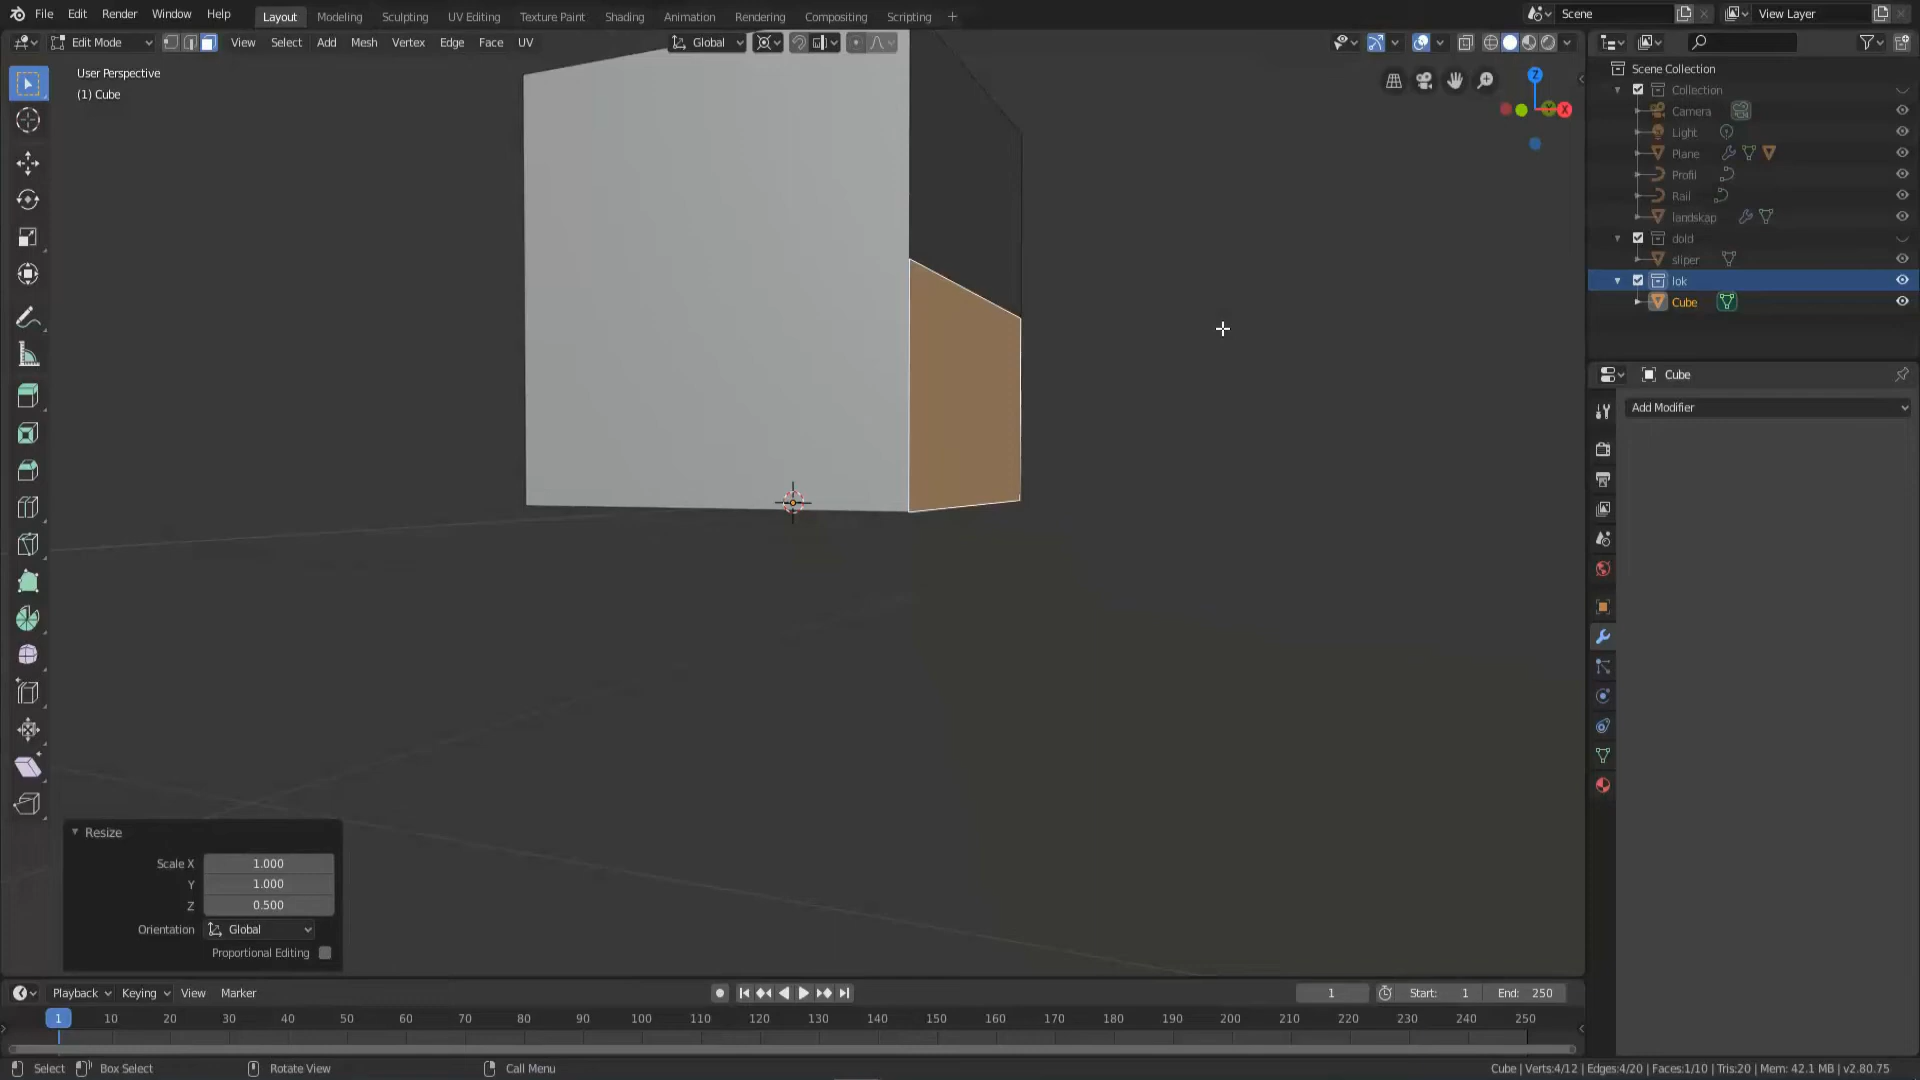 File Edit Render Window Help Layout Modeling Sculpting UV Editing Texture Paint Shading Animation Rendering Compositing Scripting + Scene View Layer
Edit Mode View Select Add Mesh Vertex Edge Face UV Global
User Perspective
(1) Cube
Z
Y
X
Scene Collection
Collection
Camera
Light
Plane
Profil
Rail
landskap
dold
sliper
lok
Cube
Cube
Add Modifier
Resize
Scale X 1.000
Y 1.000
Z 0.500
Orientation Global
Proportional Editing
Playback Keying View Marker 1 Start: 1 End: 250
1 10 20 30 40 50 60 70 80 90 100 110 120 130 140 150 160 170 180 190 200 210 220 230 240 250
Select Box Select Rotate View Call Menu Cube | Verts:4/12 | Edges:4/20 | Faces:1/10 | Tris:20 | Mem: 42.1 MB | v2.80.75